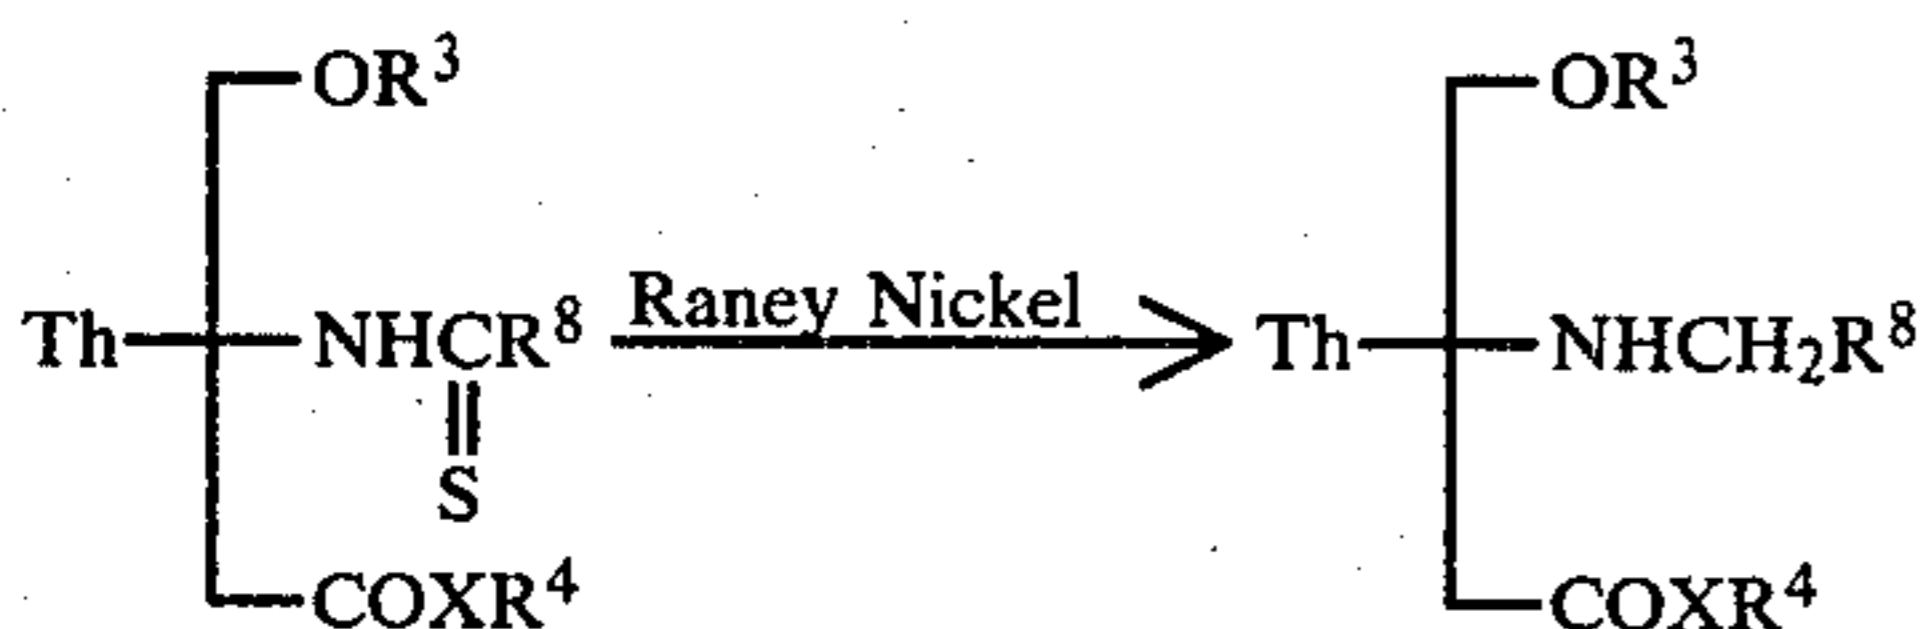 OR³ OR³
Raney Nickel
Th NHCR⁸ Th NHCH₂R⁸
S
COXR⁴ COXR⁴